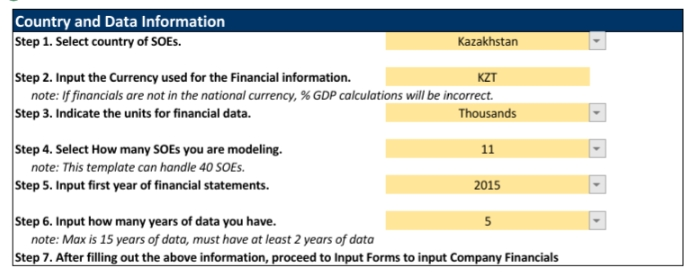 Country and Data Information
Step 1. Select country of SOEs. Kazakhstan
Step 2. Input the Currency used for the Financial information. KZT
note: If financials are not in the national currency, % GDP calculations will be incorrect.
Step 3. Indicate the units for financial data. Thousands
Step 4. Select How many SOEs you are modeling. 11
note: This template can handle 40 SOEs.
Step 5. Input first year of financial statements. 2015
Step 6. Input how many years of data you have. 5
note: Max is 15 years of data, must have at least 2 years of data
Step 7. After filling out the above information, proceed to Input Forms to input Company Financials